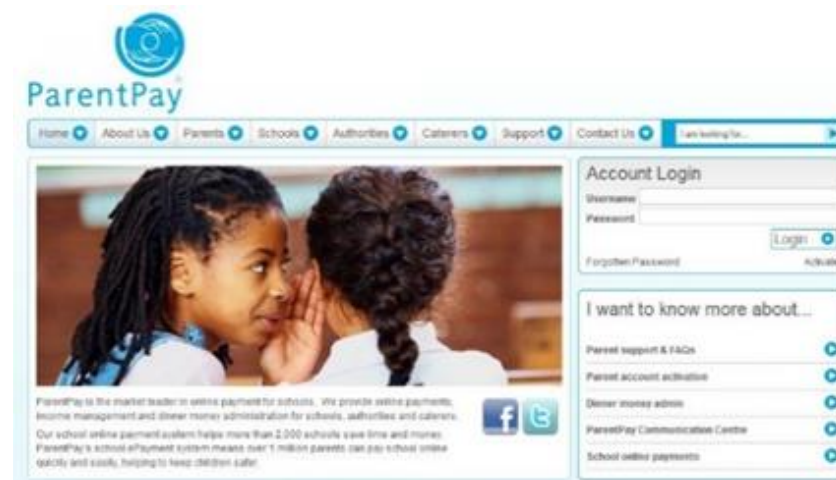 ParentPay
Home About Us Parents Schools Authorities Caterers Support Contact Us I am looking for...
Account Login
Username
Password
Login
Forgotten Password Activate
I want to know more about...
Parent support & FAQs
Parent account activation
Dinner money admin
ParentPay Communication Centre
School online payments
ParentPay is the market leader in online payment for schools. We provide online payments,
income management and dinner money administration for schools, authorities and caterers.
Our school online payment system helps more than 2,000 schools save time and money.
ParentPay's school ePayment system means over 1 million parents can pay school online
quickly and easily, helping to keep children safer.